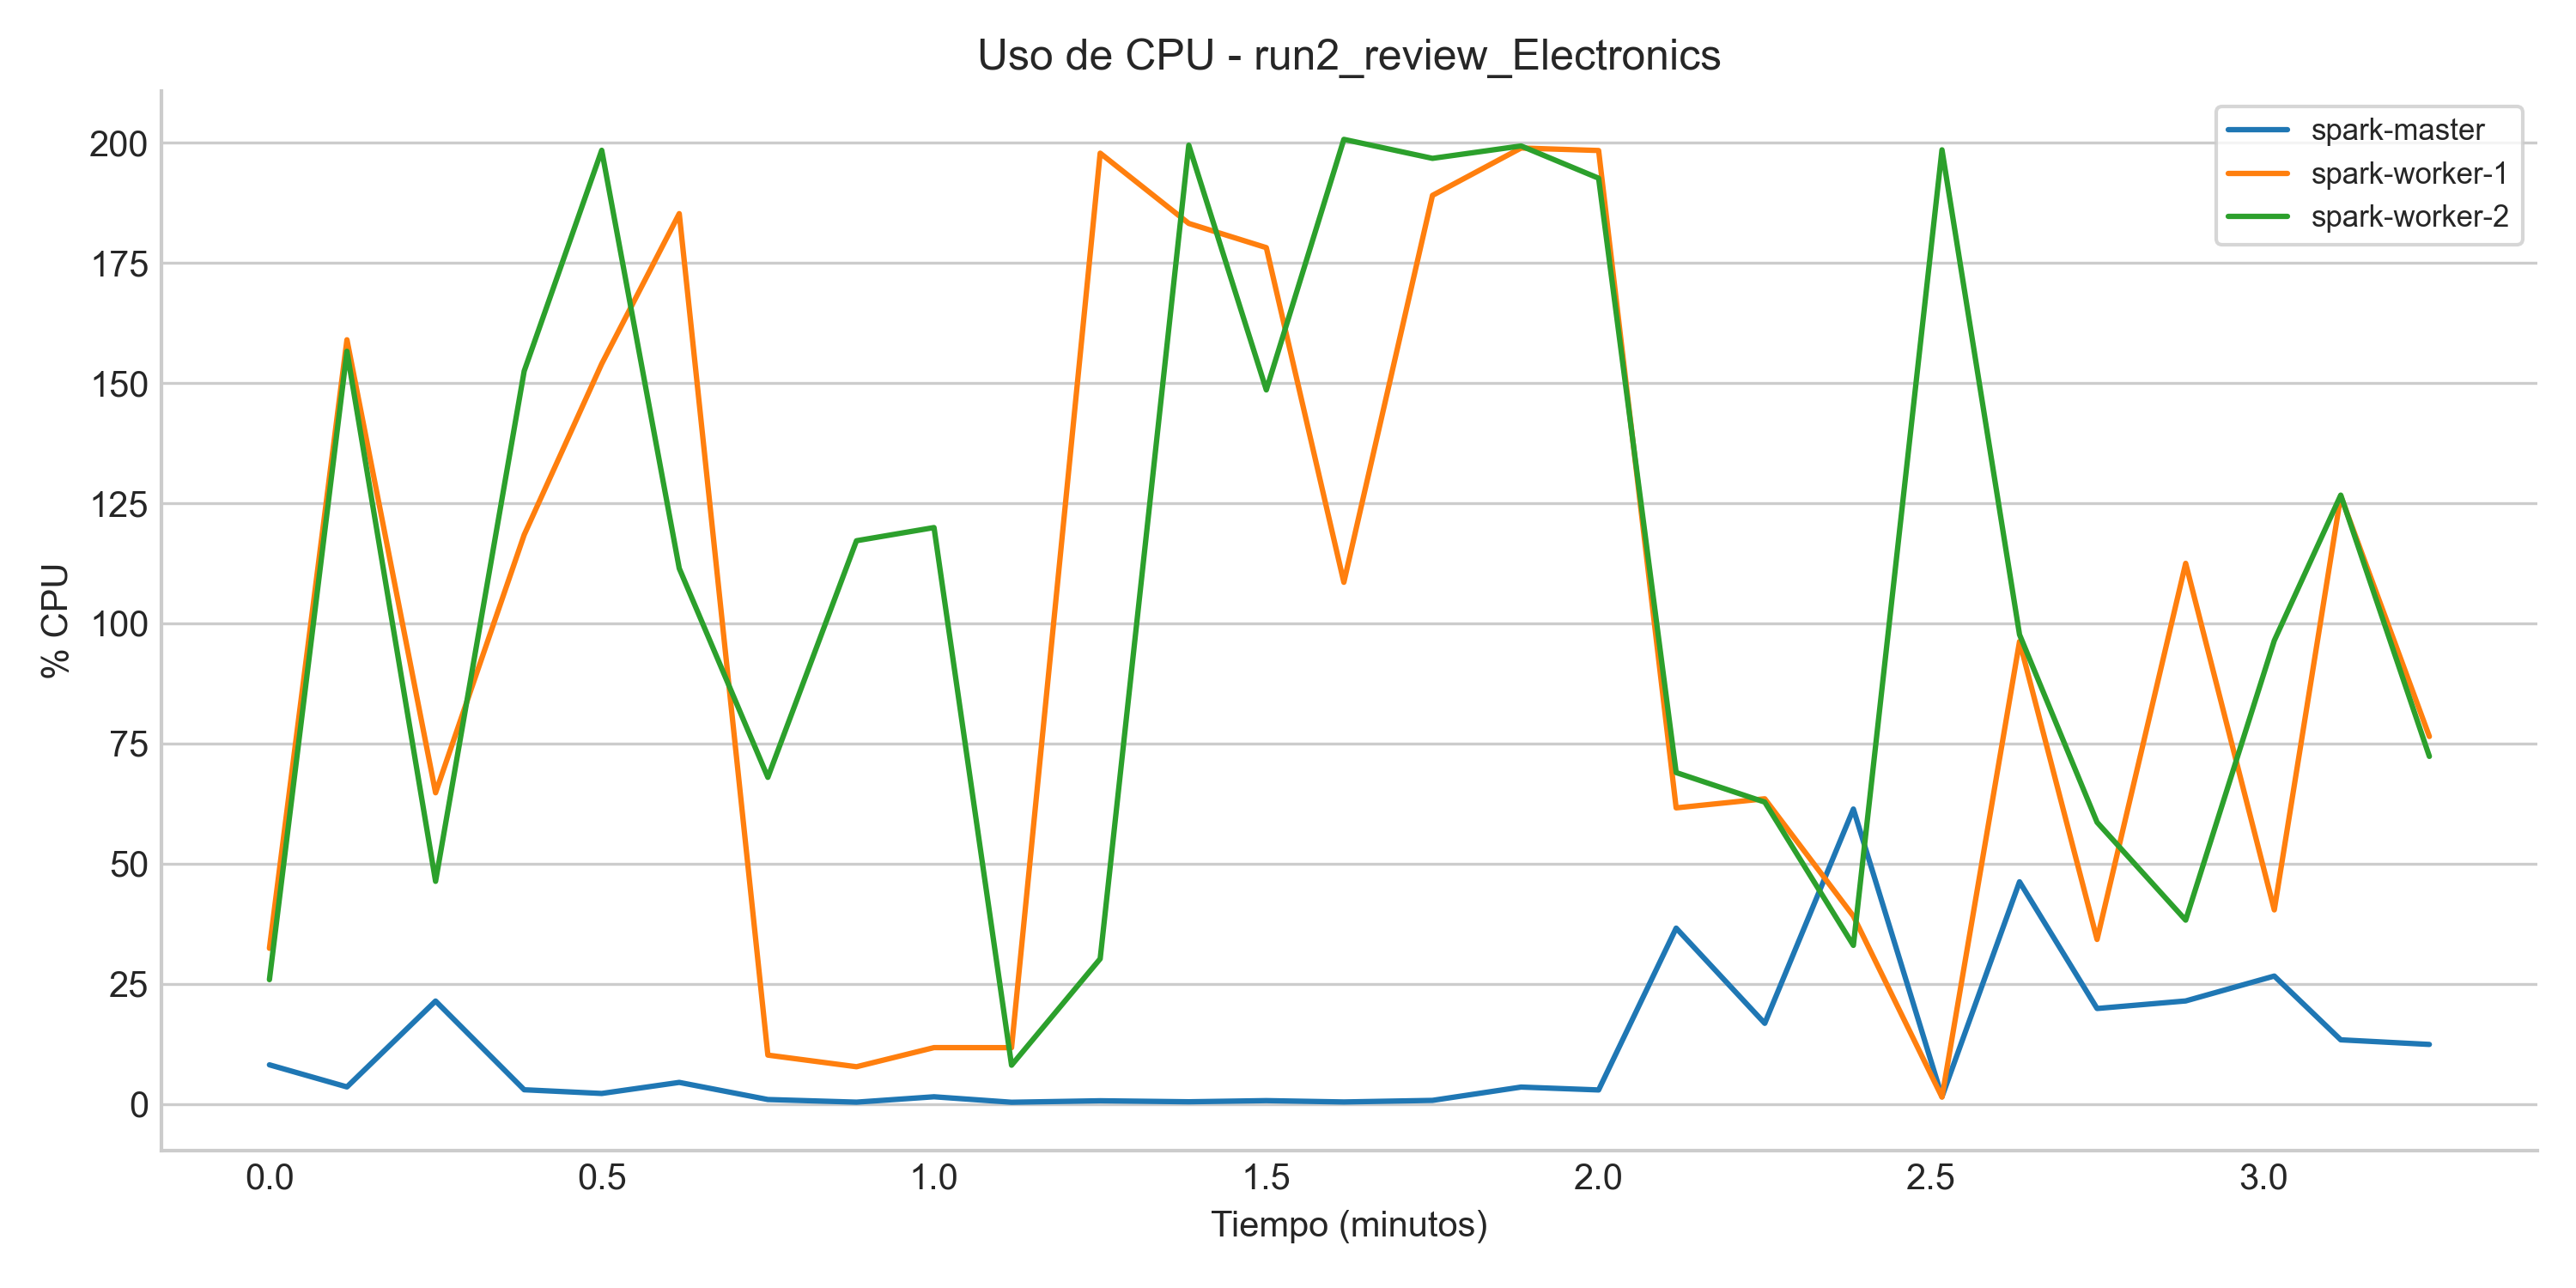 Uso de CPU - run2_review_Electronics
spark-master
spark-worker-1
spark-worker-2
% CPU
200
175
150
125
100
75
50
25
0
0.0 0.5 1.0 1.5 2.0 2.5 3.0
Tiempo (minutos)